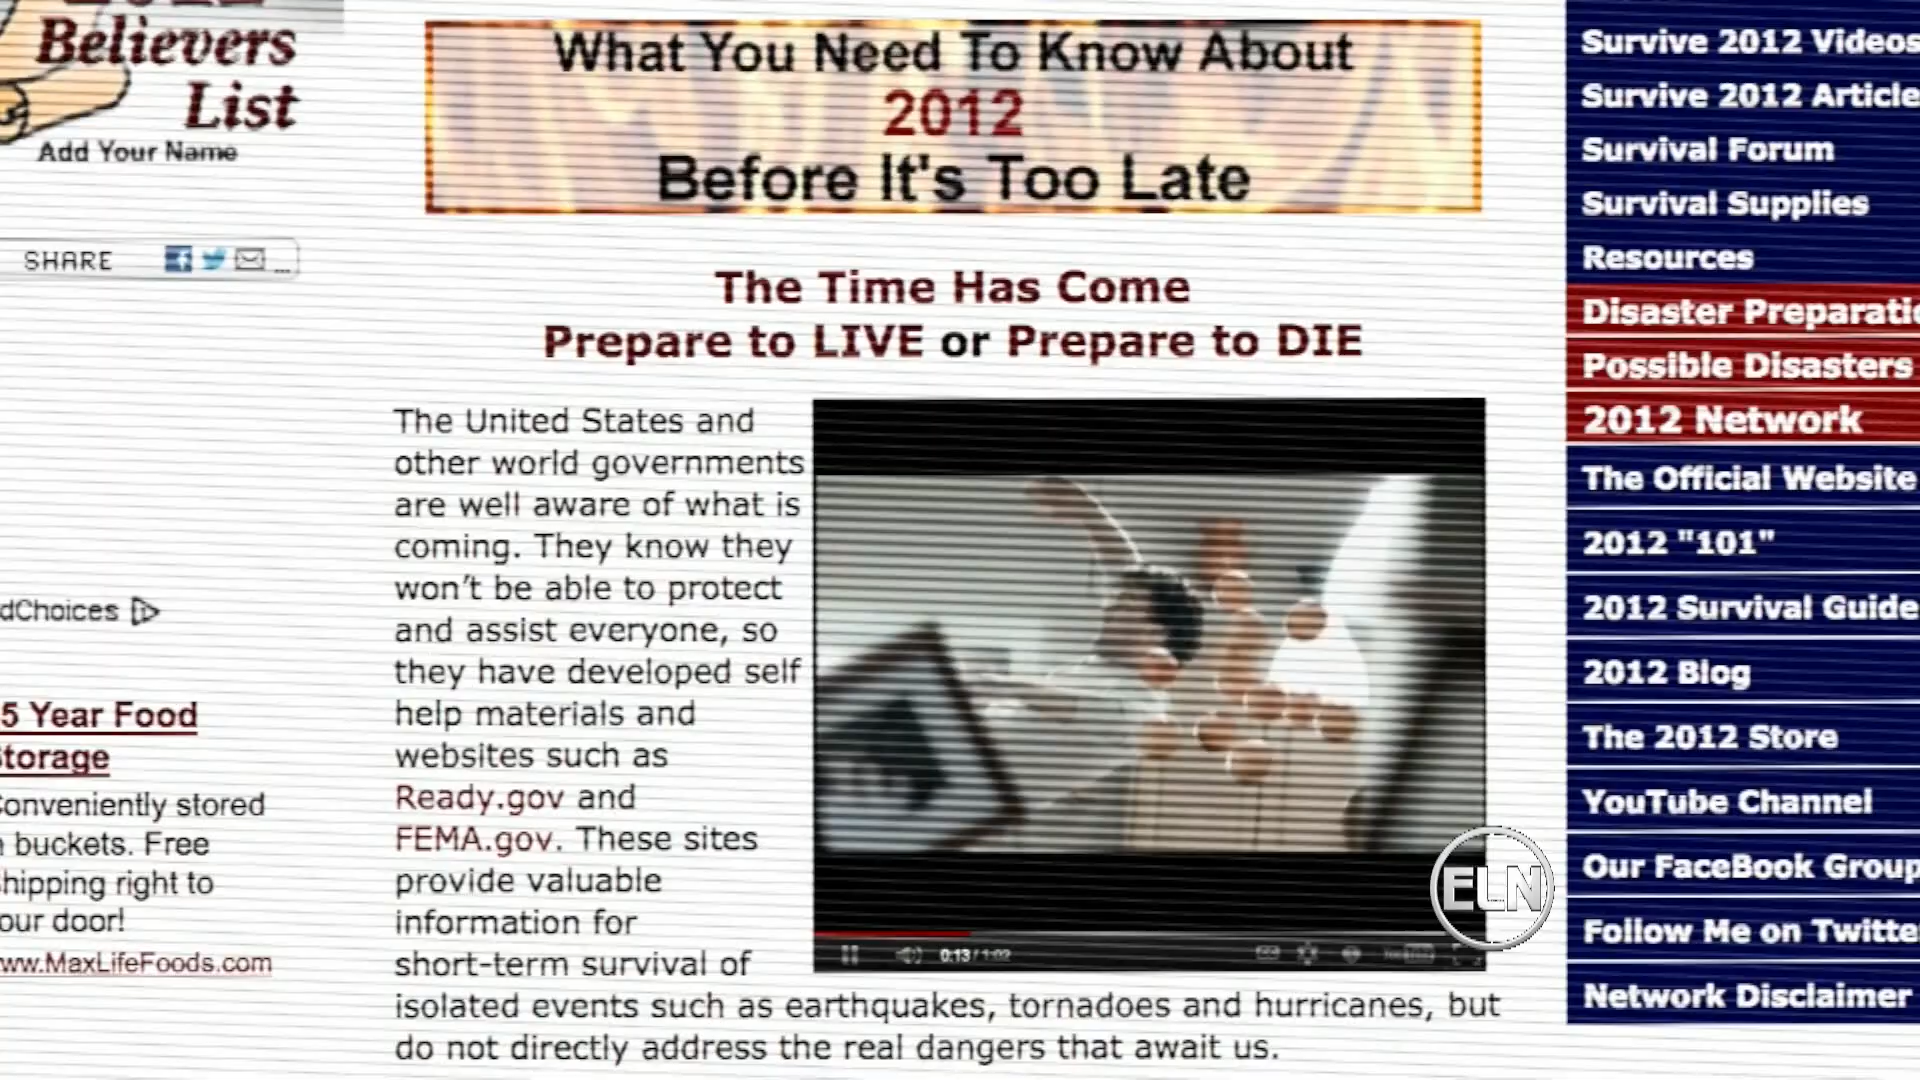 Believers
List
Add Your Name
SHARE
...
dChoices
5 Year Food
torage
onveniently stored
buckets. Free
hipping right to
our door!
ww.MaxLifeFoods.com
What You Need To Know About
2012
Before It's Too Late
The Time Has Come
Prepare to LIVE or Prepare to DIE
The United States and
other world governments
are well aware of what is
coming. They know they
won't be able to protect
and assist everyone, so
they have developed self
help materials and
websites such as
Ready.gov and
FEMA.gov. These sites
provide valuable
information for
short-term survival of
isolated events such as earthquakes, tornadoes and hurricanes, but
do not directly address the real dangers that await us.
0:13 / 1:02
ELN
Survive 2012 Videos
Survive 2012 Article
Survival Forum
Survival Supplies
Resources
Disaster Preparatio
Possible Disasters
2012 Network
The Official Website
2012 "101"
2012 Survival Guide
2012 Blog
The 2012 Store
YouTube Channel
Our FaceBook Group
Follow Me on Twitte
Network Disclaimer